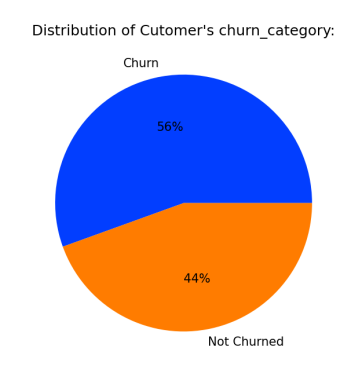 Distribution of Cutomer's churn_category:
Churn
56%
44%
Not Churned